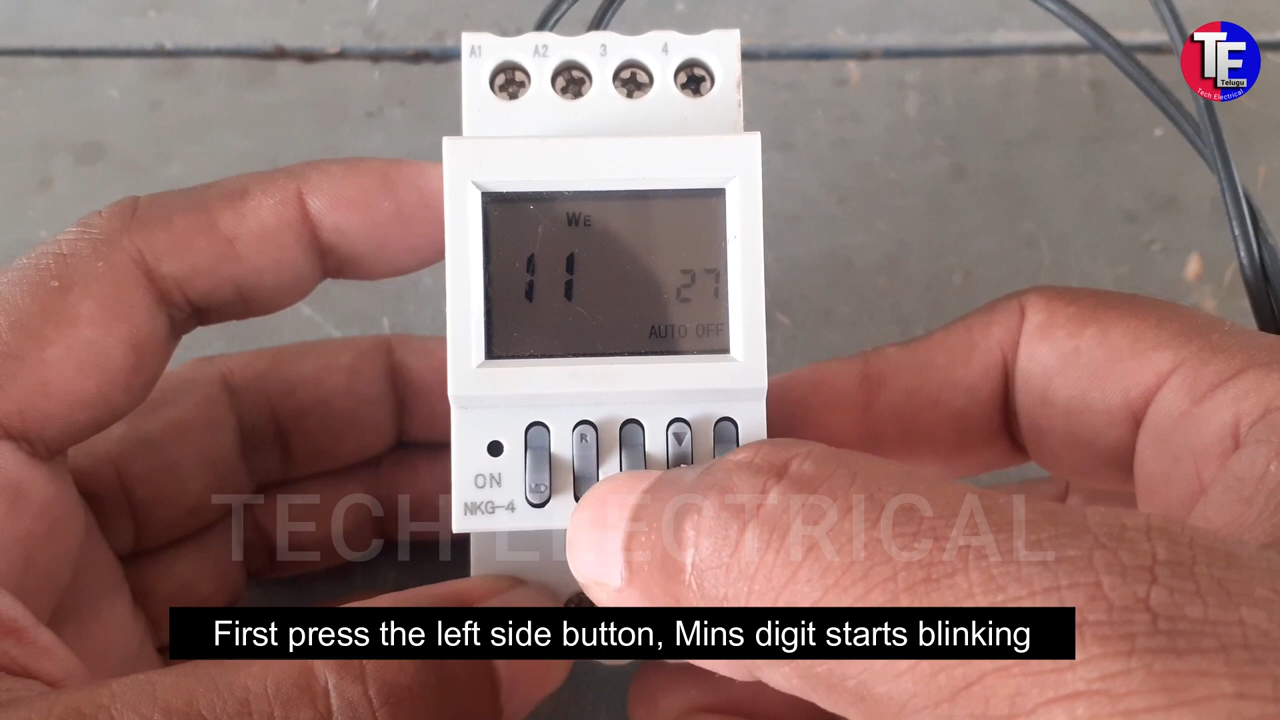 A1 A2 3 4
TE
Telugu
Tech Electrical
WE
11 27
AUTO OFF
R ▼
MD
ON
NKG-4
TECH ELECTRICAL
First press the left side button, Mins digit starts blinking